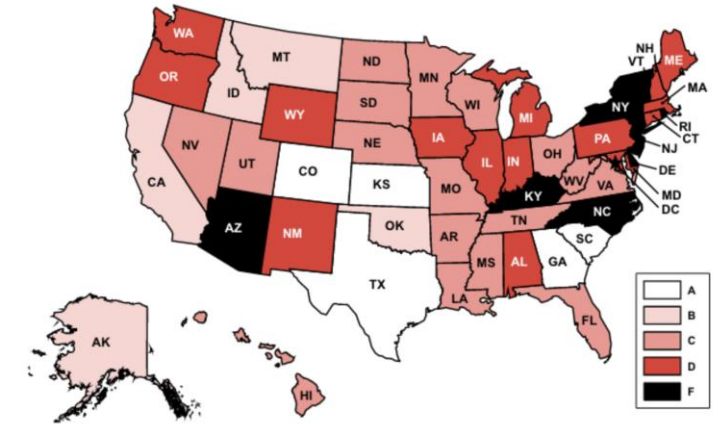 WA
OR
MT
ID
WY
ND
SD
NE
MN
WI
IA
MI
NH
VT
ME
MA
NY
RI
CT
NJ
PA
DE
MD
DC
NV
UT
CA
CO
KS
MO
IL
IN
OH
WV
VA
KY
NC
TN
AZ
NM
OK
AR
TX
LA
MS
AL
GA
SC
FL
AK
HI
A
B
C
D
F